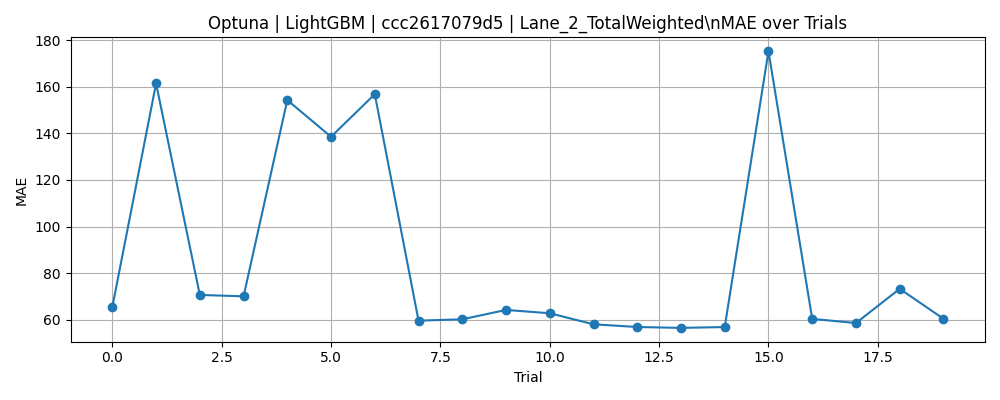 Optuna | LightGBM | ccc2617079d5 | Lane_2_TotalWeighted\nMAE over Trials
180
160
140
120
100
80
60
MAE
0.0 2.5 5.0 7.5 10.0 12.5 15.0 17.5
Trial